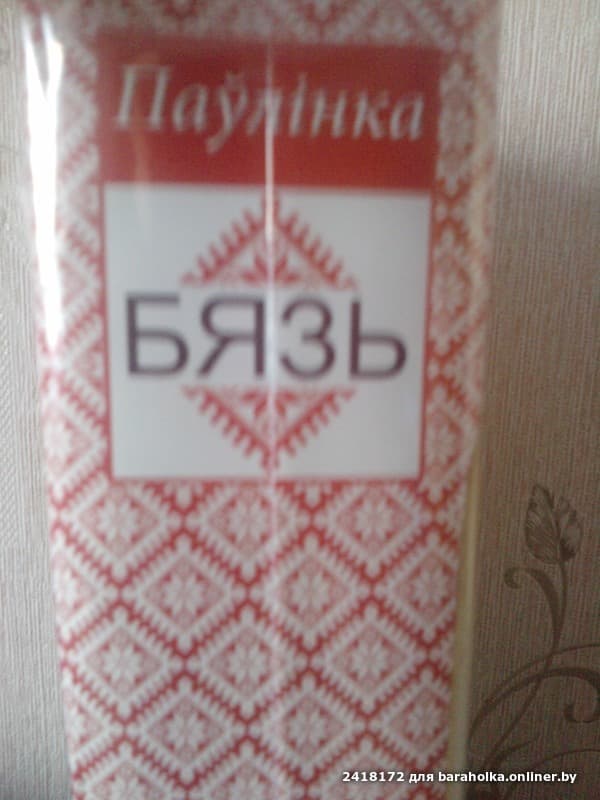 Паўлінка
БЯЗЬ
2418172 для baraholka.onliner.by